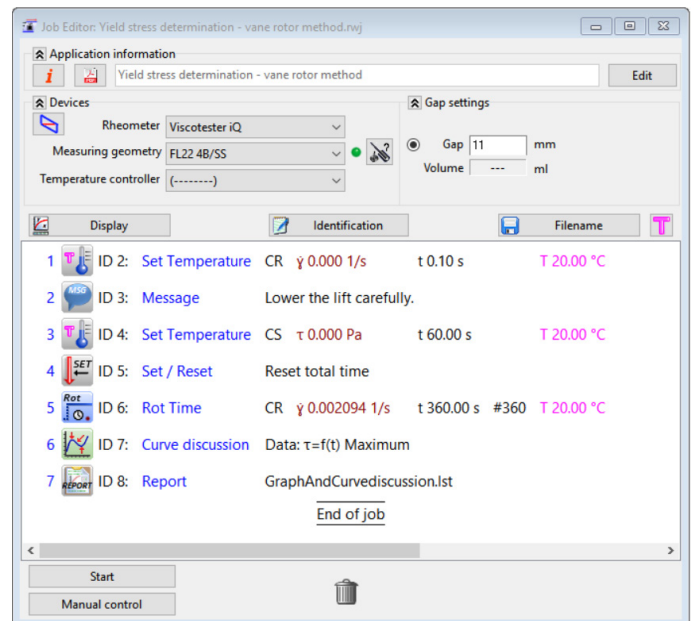 Job Editor: Yield stress determination - vane rotor method.rwj
Application information
i PDF Yield stress determination - vane rotor method Edit
Devices Gap settings
Rheometer Viscotester iQ
Measuring geometry FL22 4B/SS Gap 11 mm
Volume --- ml
Temperature controller (--------)
Display Identification Filename T
1 T ID 2: Set Temperature CR γ̇ 0.000 1/s t 0.10 s T 20.00 °C
2 MSG ID 3: Message Lower the lift carefully.
3 T ID 4: Set Temperature CS τ 0.000 Pa t 60.00 s T 20.00 °C
4 SET ID 5: Set / Reset Reset total time
5 Rot ID 6: Rot Time CR γ̇ 0.002094 1/s t 360.00 s #360 T 20.00 °C
6 ID 7: Curve discussion Data: τ=f(t) Maximum
7 REPORT ID 8: Report GraphAndCurvediscussion.lst
End of job
Start
Manual control